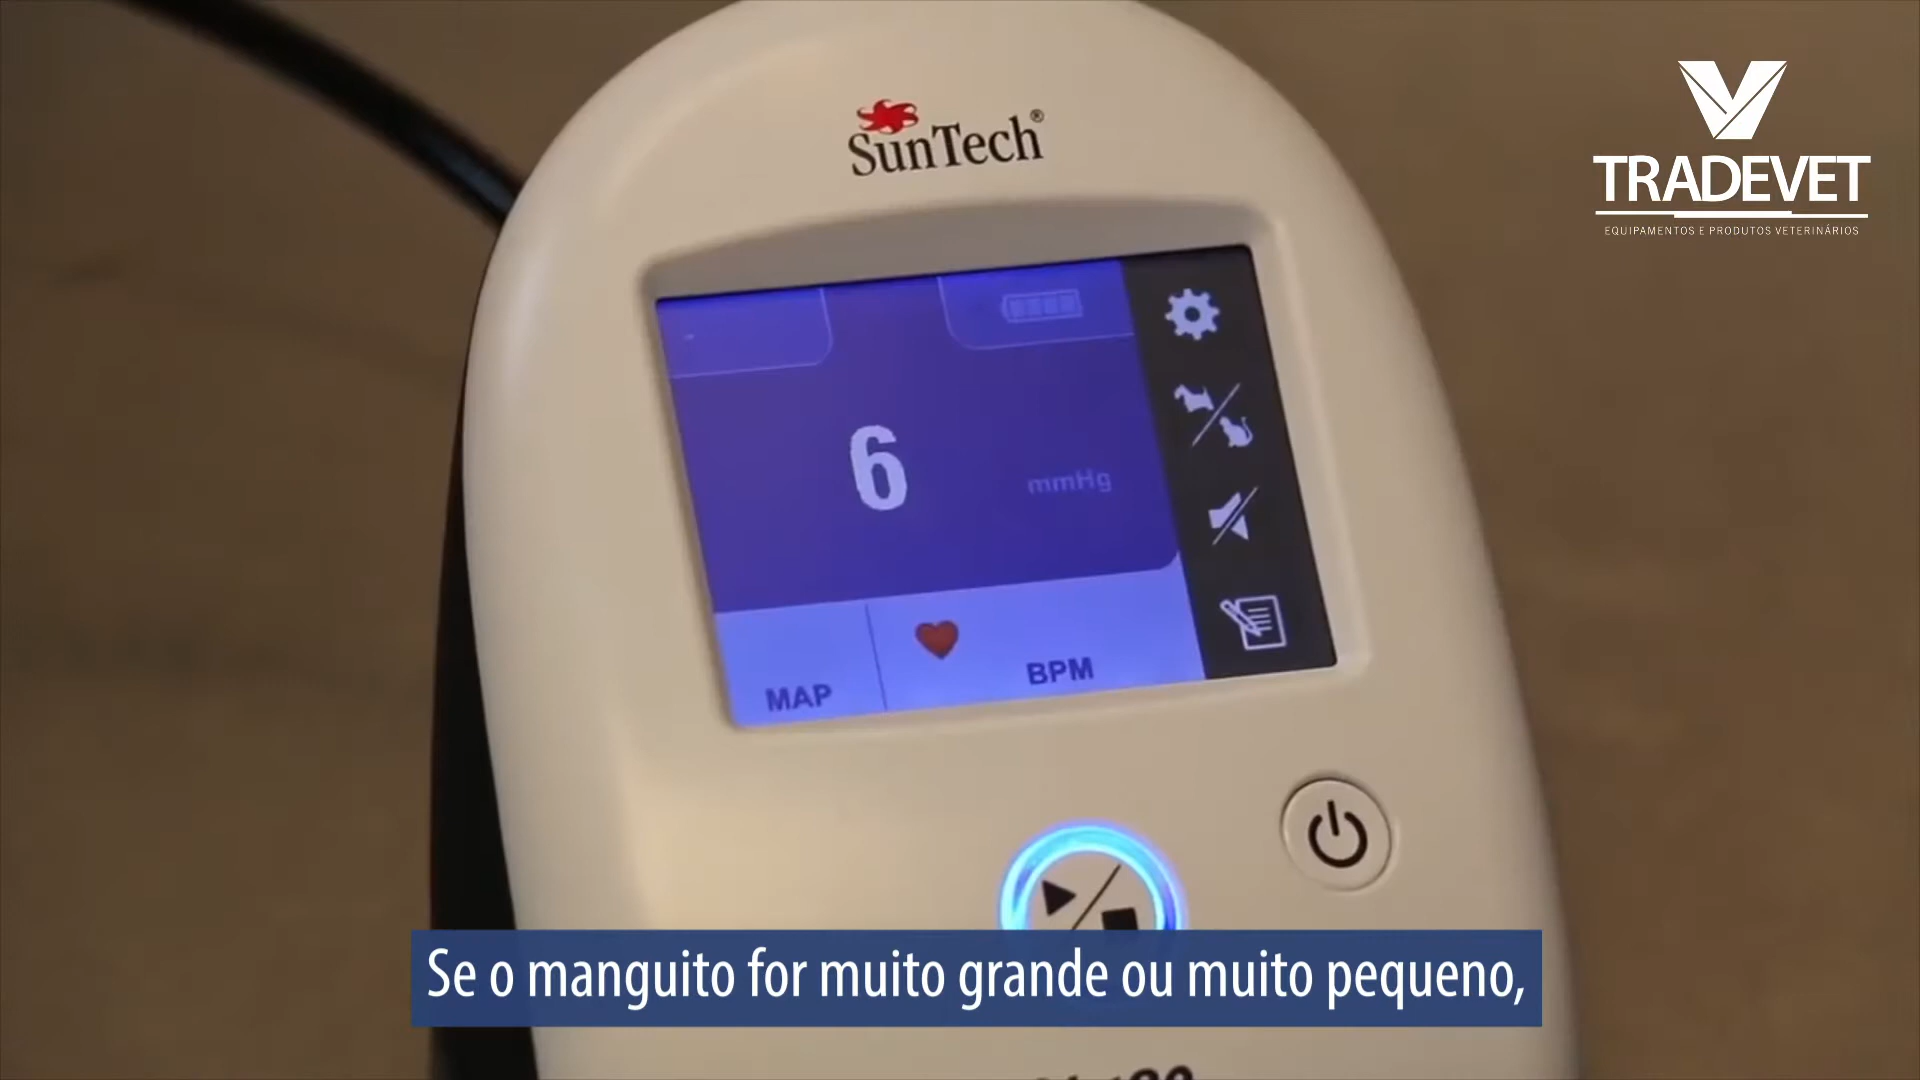 SunTech®
TRADEVET
EQUIPAMENTOS E PRODUTOS VETERINÁRIOS
6
mmHg
MAP
BPM
Se o manguito for muito grande ou muito pequeno,